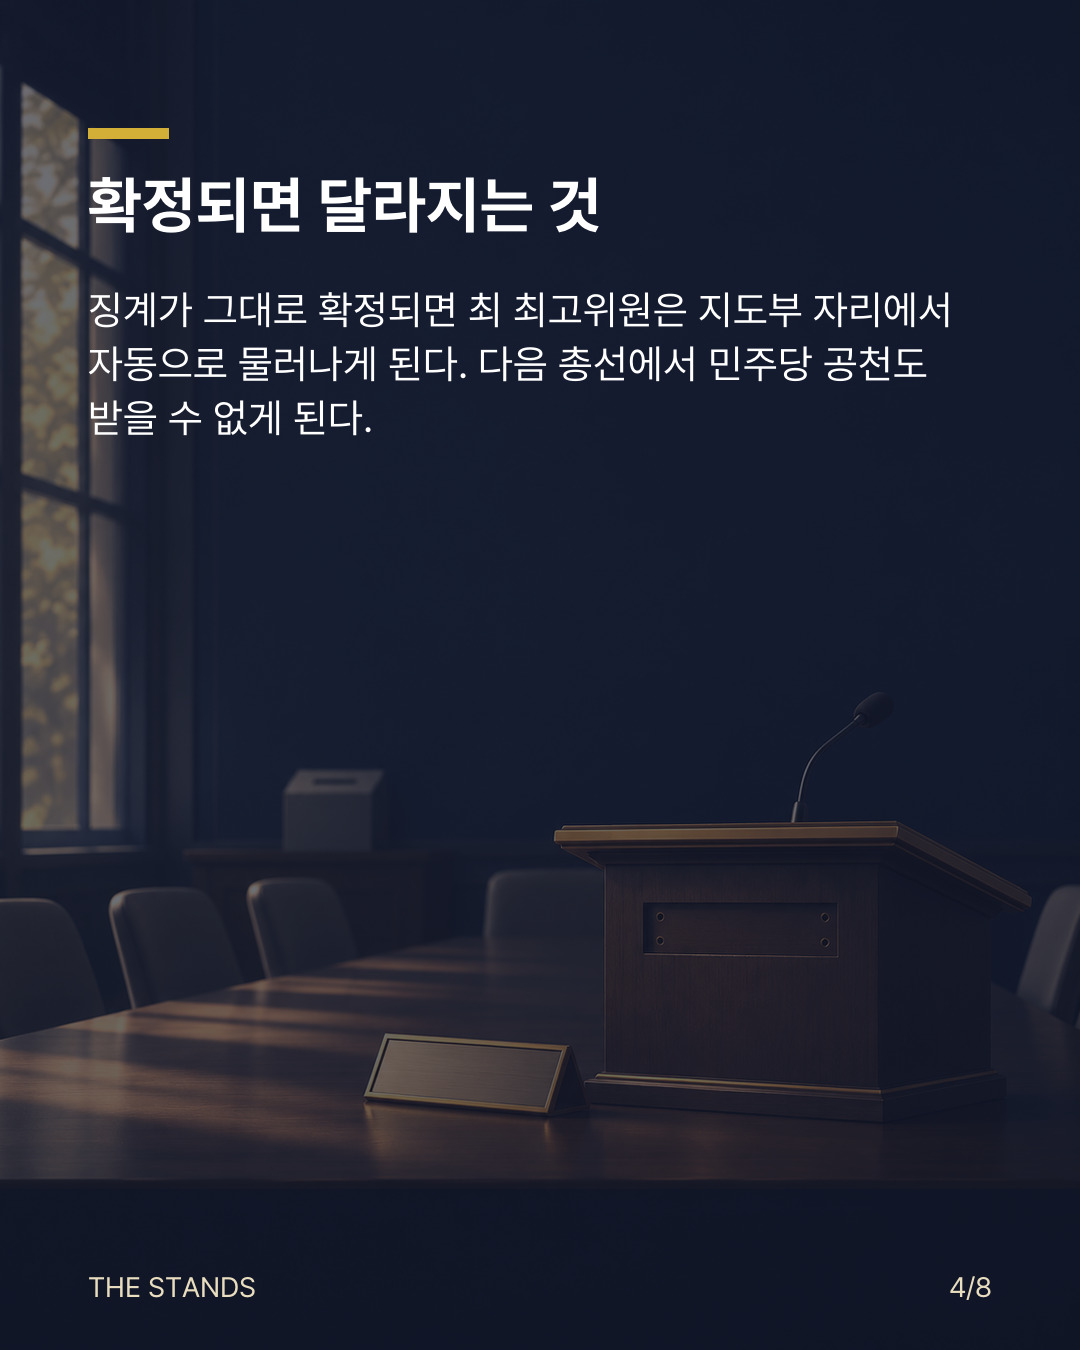 확정되면 달라지는 것
징계가 그대로 확정되면 최 최고위원은 지도부 자리에서
자동으로 물러나게 된다. 다음 총선에서 민주당 공천도
받을 수 없게 된다.
THE STANDS
4/8